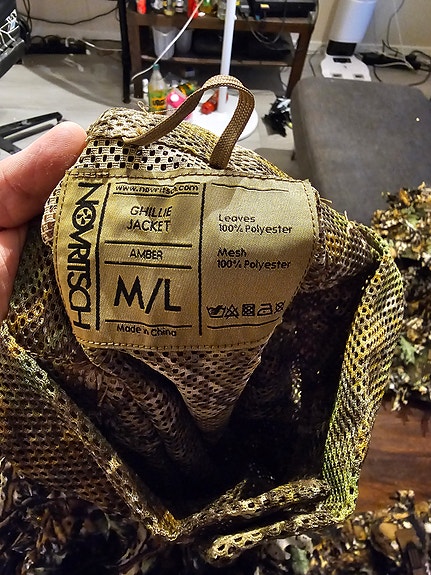 NOVRITSCH
www.novritsch.com
GHILLIE
JACKET
AMBER
M/L
Made in China
Leaves
100% Polyester
Mesh
100% Polyester